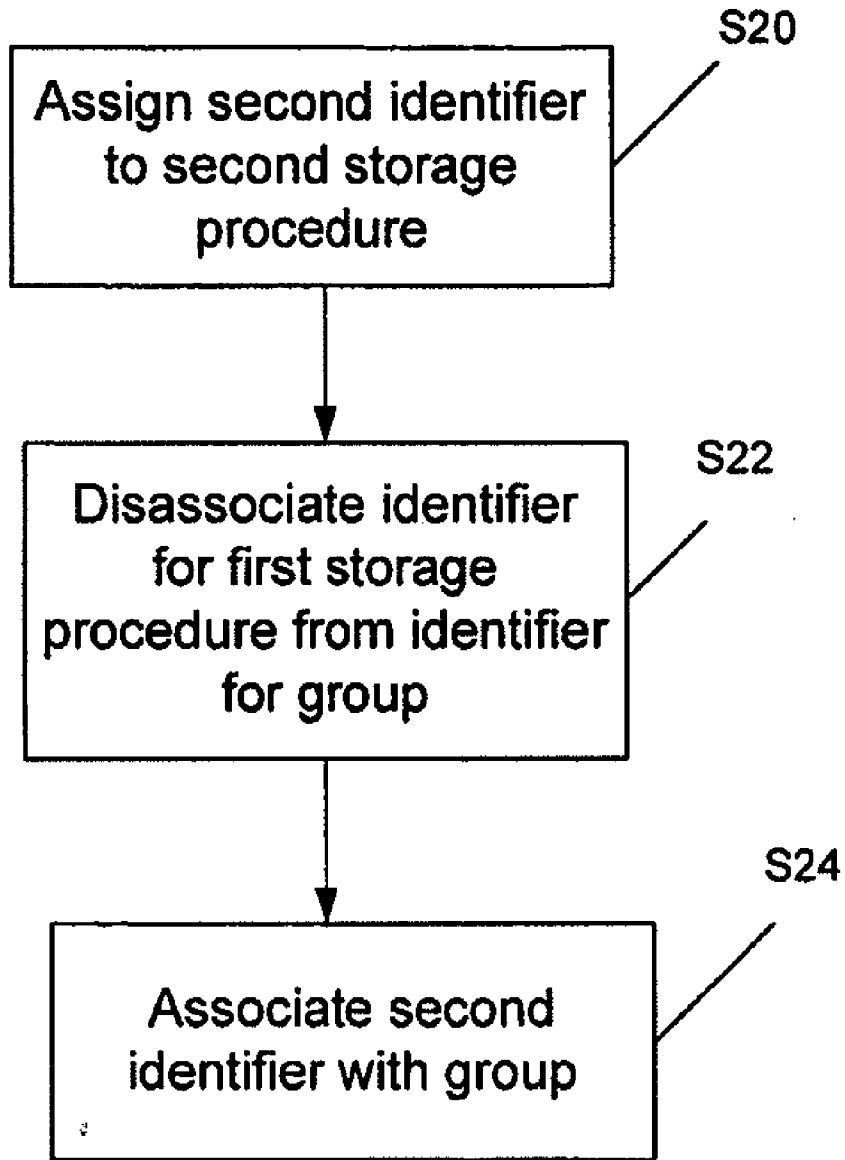 S20
Assign second identifier
to second storage
procedure
S22
Disassociate identifier
for first storage
procedure from identifier
for group
S24
Associate second
identifier with group